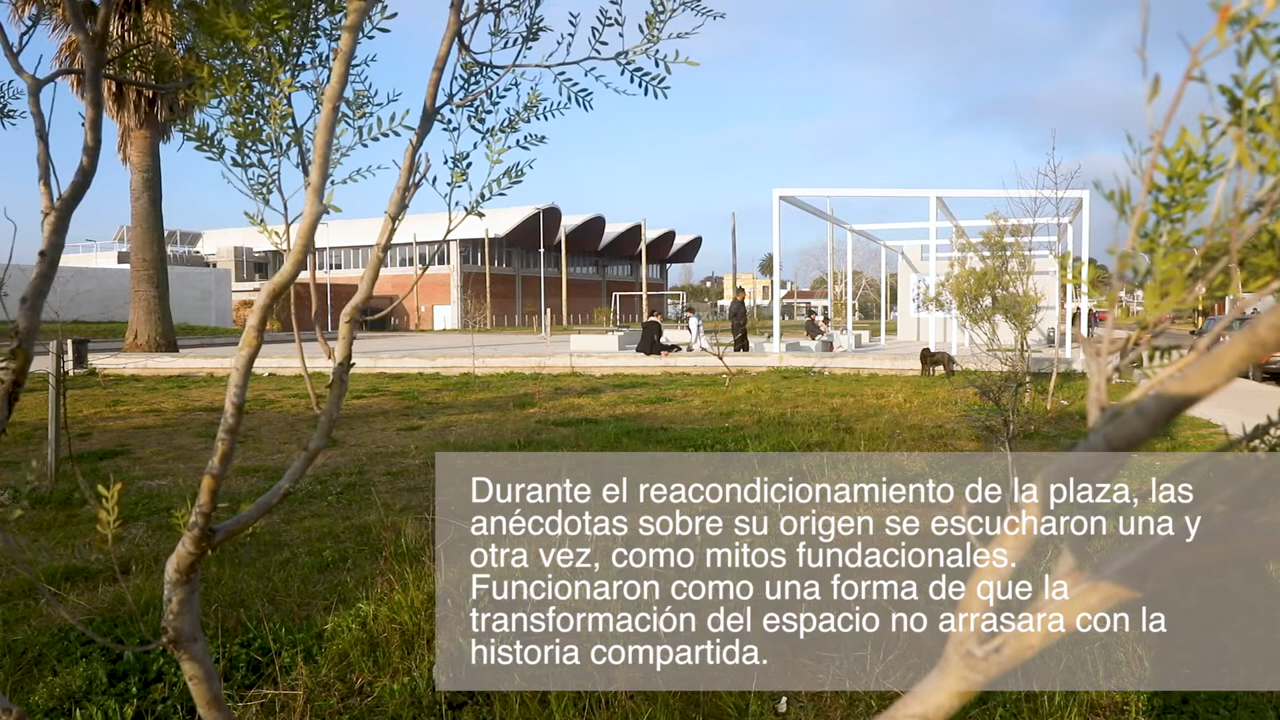 Durante el reacondicionamiento de la plaza, las
anécdotas sobre su origen se escucharon una y
otra vez, como mitos fundacionales.
Funcionaron como una forma de que la
transformación del espacio no arrasara con la
historia compartida.